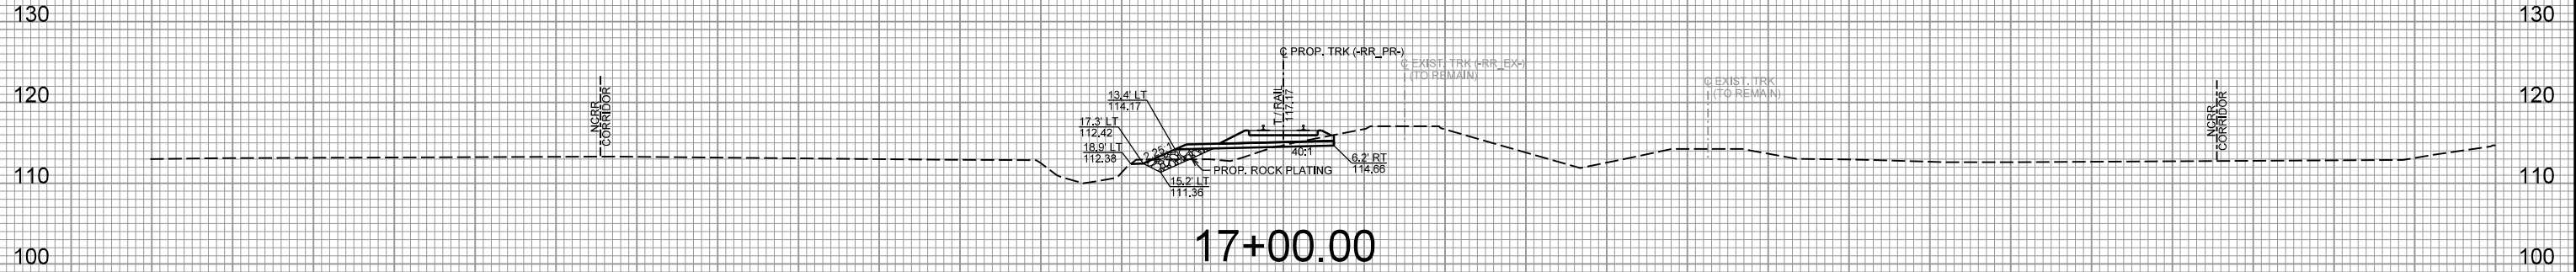 130
130
℄ PROP. TRK (-RR_PR-)
℄ EXIST. TRK (-RR_EX-)
(TO REMAIN)
℄ EXIST. TRK
(TO REMAIN)
120
120
NCRR
CORRIDOR
13.4' LT
114.17
T / RAIL
117.17
NCRR
CORRIDOR
17.3' LT
112.42
18.9' LT
112.38
2.25:1
40:1
6.2' RT
114.66
PROP. ROCK PLATING
15.2' LT
111.36
110
110
17+00.00
100
100